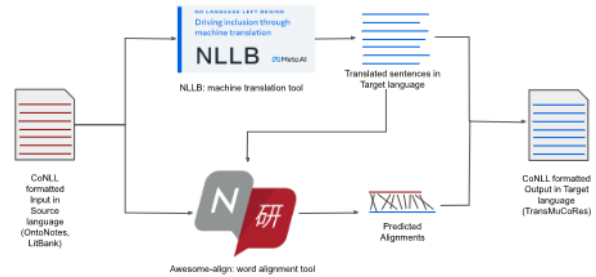 NO LANGUAGE LEFT BEHIND
Driving inclusion through
machine translation
NLLB
Meta AI
NLLB: machine translation tool
Translated sentences in
Target language
CoNLL
formatted
Input in
Source
language
(OntoNotes,
LitBank)
N
研
Awesome-align: word alignment tool
Predicted
Alignments
CoNLL formatted
Output in Target
language
(TransMuCoRes)